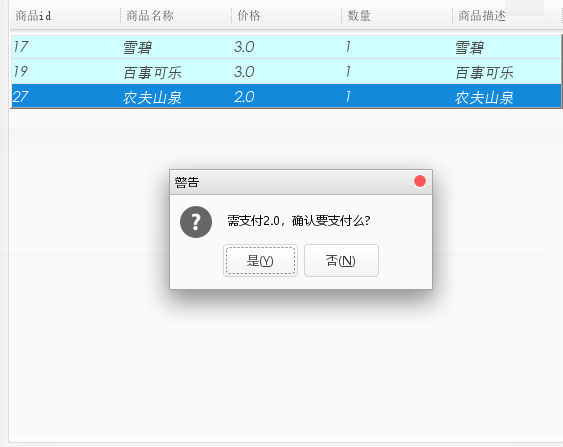 商品id 商品名称 价格 数量 商品描述
17 雪碧 3.0 1 雪碧
19 百事可乐 3.0 1 百事可乐
27 农夫山泉 2.0 1 农夫山泉
警告
?
需支付2.0，确认要支付么?
是(Y) 否(N)